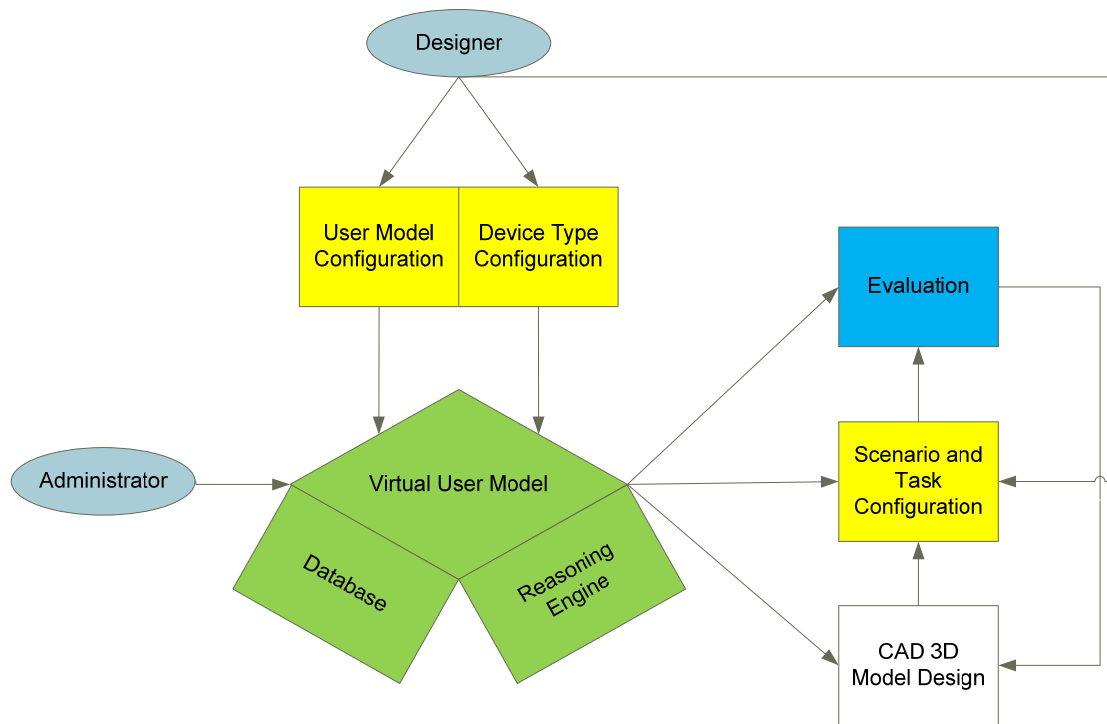 Designer
User Model
Configuration
Device Type
Configuration
Evaluation
Administrator
Virtual User Model
Scenario and
Task
Configuration
Database
Reasoning
Engine
CAD 3D
Model Design